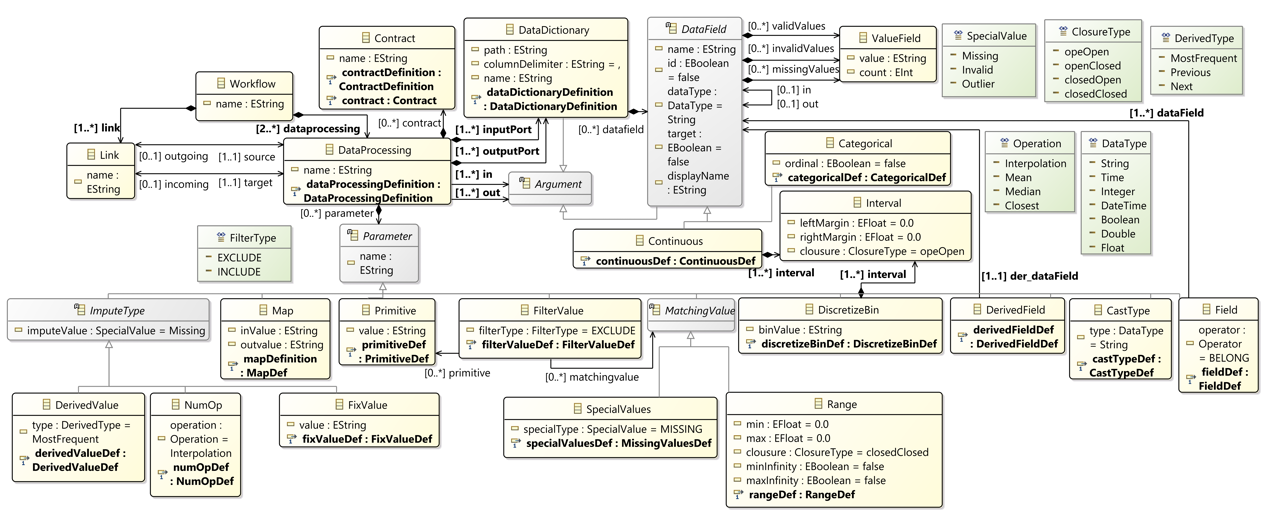 Contract
name : EString
contractDefinition :
ContractDefinition
contract : Contract
DataDictionary
path : EString
columnDelimiter : EString = ,
name : EString
dataDictionaryDefinition
: DataDictionaryDefinition
DataField
name : EString
id : EBoolean
= false
dataType :
DataType =
String
target :
EBoolean =
false
displayName
: EString
[0..*] validValues
[0..*] invalidValues
[0..*] missingValues
[0..1] in
[0..1] out
ValueField
value : EString
count : EInt
SpecialValue
Missing
Invalid
Outlier
ClosureType
opeOpen
openClosed
closedOpen
closedClosed
DerivedType
MostFrequent
Previous
Next
Workflow
name : EString
[1..*] link
[2..*] dataprocessing
[0..*] contract
[1..*] inputPort
[1..*] outputPort
[0..*] datafield
[1..*] dataField
Link
name :
EString
[0..1] outgoing
[1..1] source
[0..1] incoming
[1..1] target
DataProcessing
name : EString
dataProcessingDefinition :
DataProcessingDefinition
[1..*] in
[1..*] out
Argument
Categorical
ordinal : EBoolean = false
categoricalDef : CategoricalDef
Operation
Interpolation
Mean
Median
Closest
DataType
String
Time
Integer
DateTime
Boolean
Double
Float
Interval
leftMargin : EFloat = 0.0
rightMargin : EFloat = 0.0
clousure : ClosureType = opeOpen
[0..*] parameter
Parameter
name :
EString
FilterType
EXCLUDE
INCLUDE
Continuous
continuousDef : ContinuousDef
[1..*] interval
[1..*] interval
[1..1] der_dataField
ImputeType
imputeValue : SpecialValue = Missing
Map
inValue : EString
outvalue : EString
mapDefinition
: MapDef
Primitive
value : EString
primitiveDef
: PrimitiveDef
FilterValue
filterType : FilterType = EXCLUDE
filterValueDef : FilterValueDef
MatchingValue
DiscretizeBin
binValue : EString
discretizeBinDef : DiscretizeBinDef
DerivedField
derivedFieldDef
: DerivedFieldDef
CastType
type : DataType
= String
castTypeDef :
CastTypeDef
Field
operator :
Operator
= BELONG
fieldDef :
FieldDef
[0..*] primitive
[0..*] matchingvalue
DerivedValue
type : DerivedType =
MostFrequent
derivedValueDef :
DerivedValueDef
NumOp
operation :
Operation =
Interpolation
numOpDef
: NumOpDef
FixValue
value : EString
fixValueDef : FixValueDef
SpecialValues
specialType : SpecialValue = MISSING
specialValuesDef : MissingValuesDef
Range
min : EFloat = 0.0
max : EFloat = 0.0
clousure : ClosureType = closedClosed
minInfinity : EBoolean = false
maxInfinity : EBoolean = false
rangeDef : RangeDef